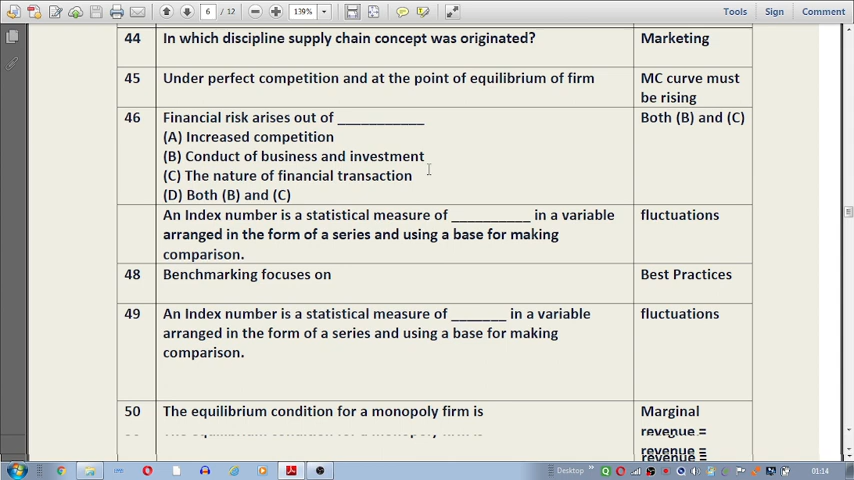 6 / 12 139% Tools Sign Comment
44 In which discipline supply chain concept was originated? Marketing
45 Under perfect competition and at the point of equilibrium of firm MC curve must
be rising
46 Financial risk arises out of ___________ Both (B) and (C)
(A) Increased competition
(B) Conduct of business and investment
(C) The nature of financial transaction
(D) Both (B) and (C)
An Index number is a statistical measure of __________ in a variable fluctuations
arranged in the form of a series and using a base for making
comparison.
48 Benchmarking focuses on Best Practices
49 An Index number is a statistical measure of _______ in a variable fluctuations
arranged in the form of a series and using a base for making
comparison.
50 The equilibrium condition for a monopoly firm is Marginal
revenue =
revenue =
Desktop 01:14